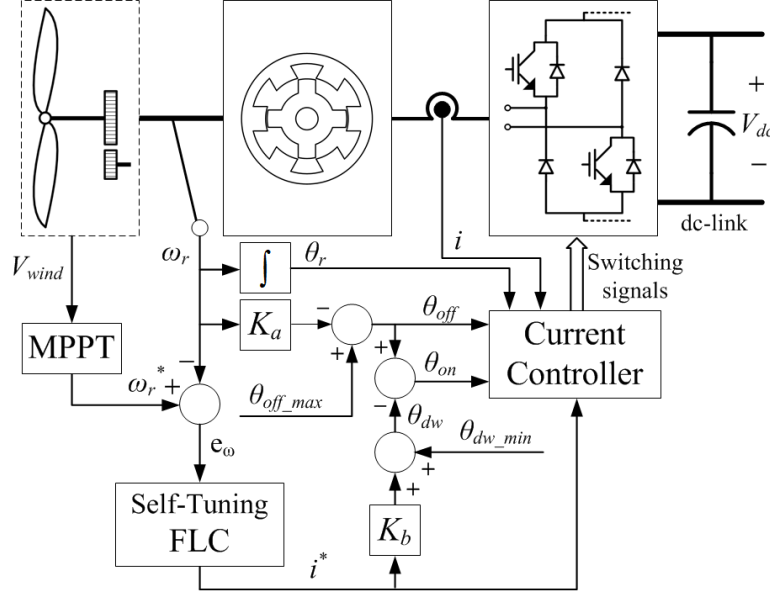 +
V_dc
−
dc-link
V_wind
ω_r
∫
θ_r
i
Switching
signals
MPPT
K_a
−
+
θ_off
Current
Controller
−
ω_r* +
θ_off_max
+
θ_on
−
θ_dw
θ_dw_min
+
+
e_ω
Self-Tuning
FLC
K_b
i*